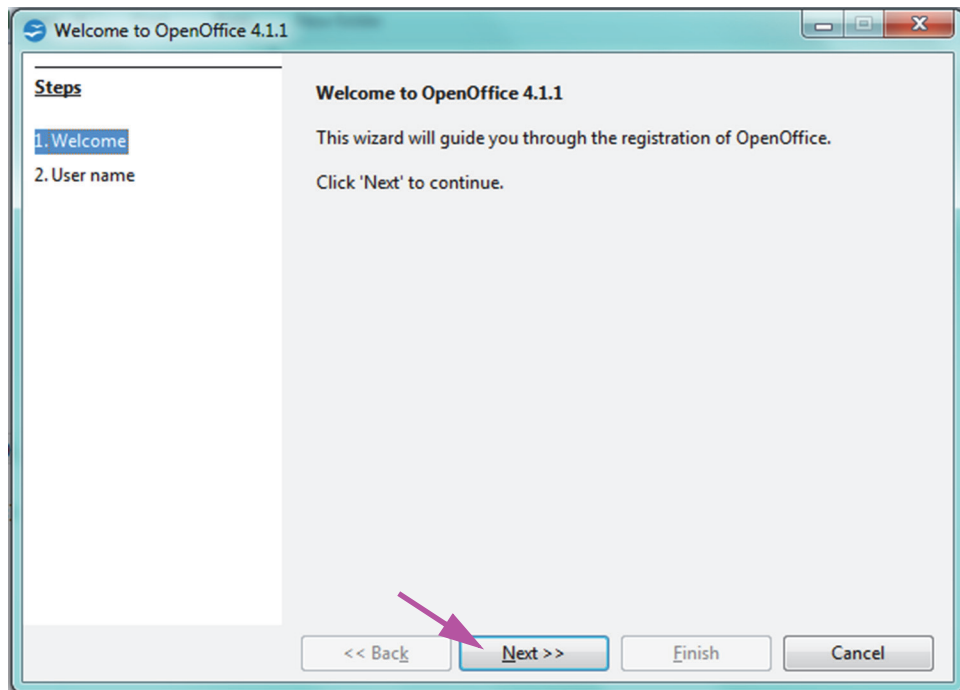 Welcome to OpenOffice 4.1.1
Steps
1. Welcome
2. User name
Welcome to OpenOffice 4.1.1
This wizard will guide you through the registration of OpenOffice.
Click 'Next' to continue.
<< Back Next >> Finish Cancel